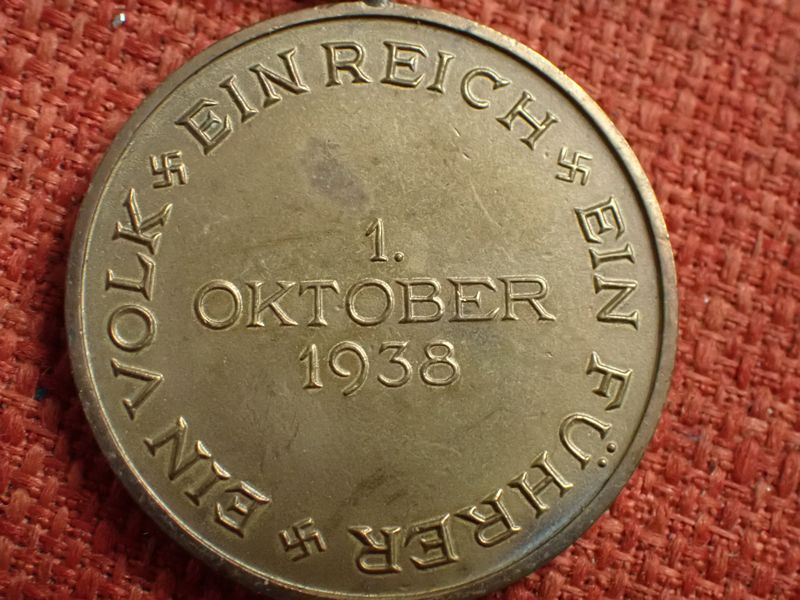 EIN VOLK
EIN REICH
EIN FÜHRER
1.
OKTOBER
1938